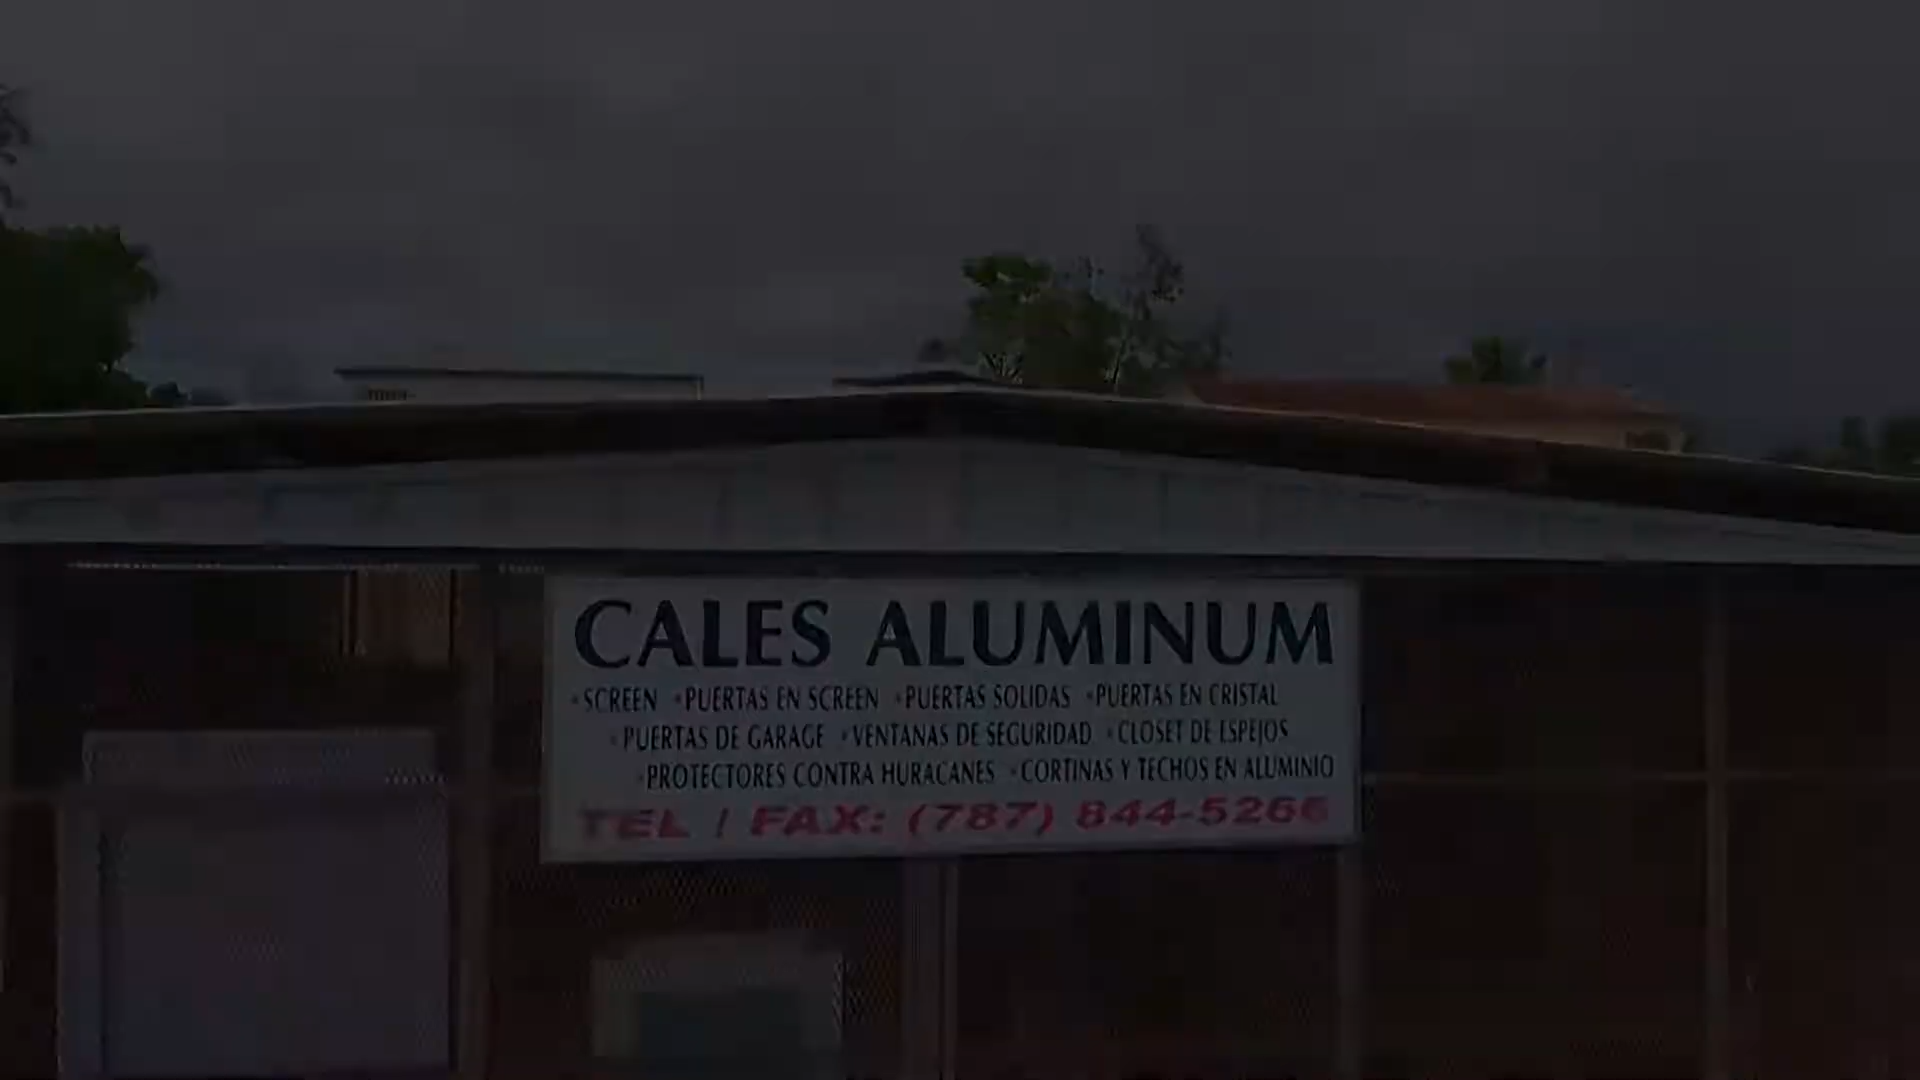 CALES ALUMINUM
•SCREEN •PUERTAS EN SCREEN •PUERTAS SOLIDAS •PUERTAS EN CRISTAL
•PUERTAS DE GARAGE •VENTANAS DE SEGURIDAD •CLOSET DE ESPEJOS
•PROTECTORES CONTRA HURACANES •CORTINAS Y TECHOS EN ALUMINIO
TEL / FAX: (787) 844-5266